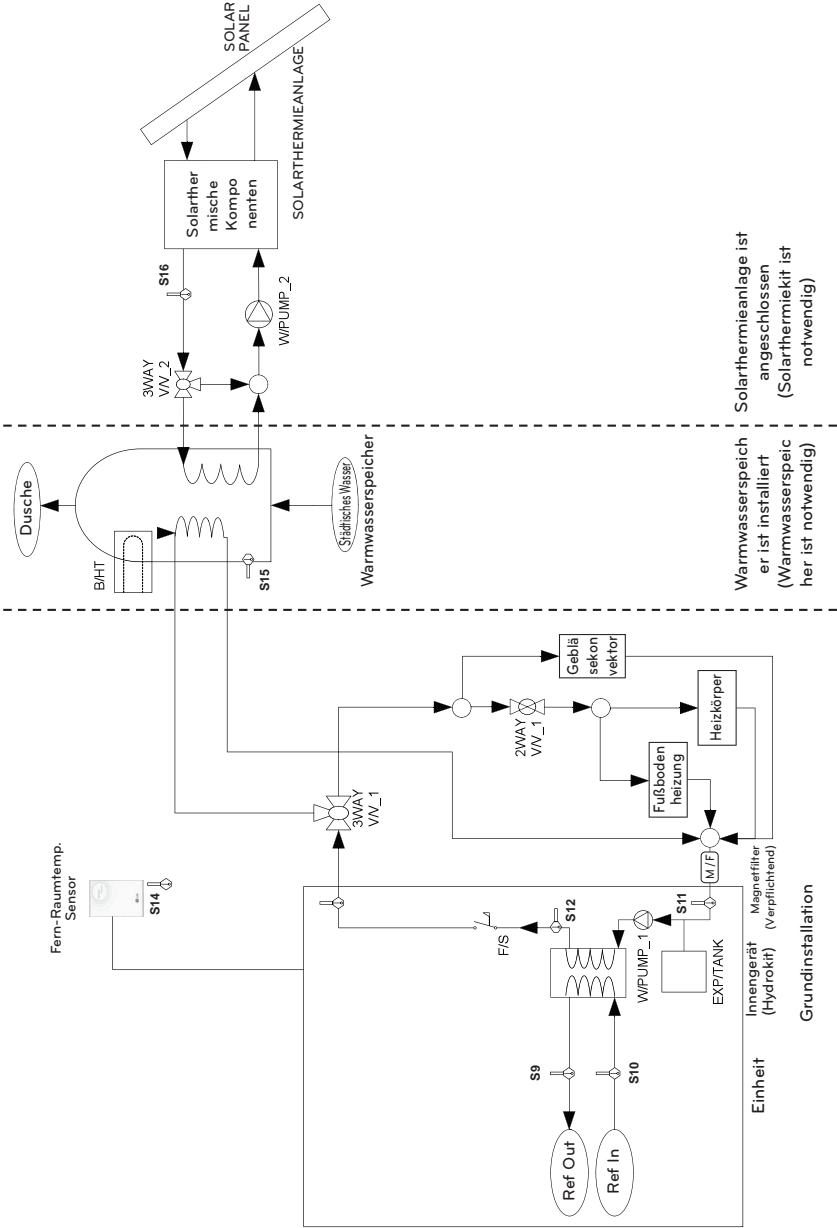 Fern-Raumtemp.
Sensor
S14
Einheit
Ref Out
Ref In
S9
S10
S12
F/S
W/PUMP_1
EXP/TANK
S11
Innengerät
(Hydrokit)
Magnetfilter
(Verpflichtend)
M / F
3WAY
V/V_1
2WAY
V/V_1
Fußboden
heizung
Heizkörper
Geblä
sekon
vektor
Grundinstallation
Dusche
B/HT
S15
Städtisches Wasser
Warmwasserspeicher
Warmwasserspeich
er ist installiert
(Warmwasserspeic
her ist notwendig)
3WAY
V/V_2
S16
W/PUMP_2
Solarther
mische
Kompo
nenten
SOLAR
PANEL
SOLARTHERMIEANLAGE
Solarthermieanlage ist
angeschlossen
(Solarthermiekit ist
notwendig)